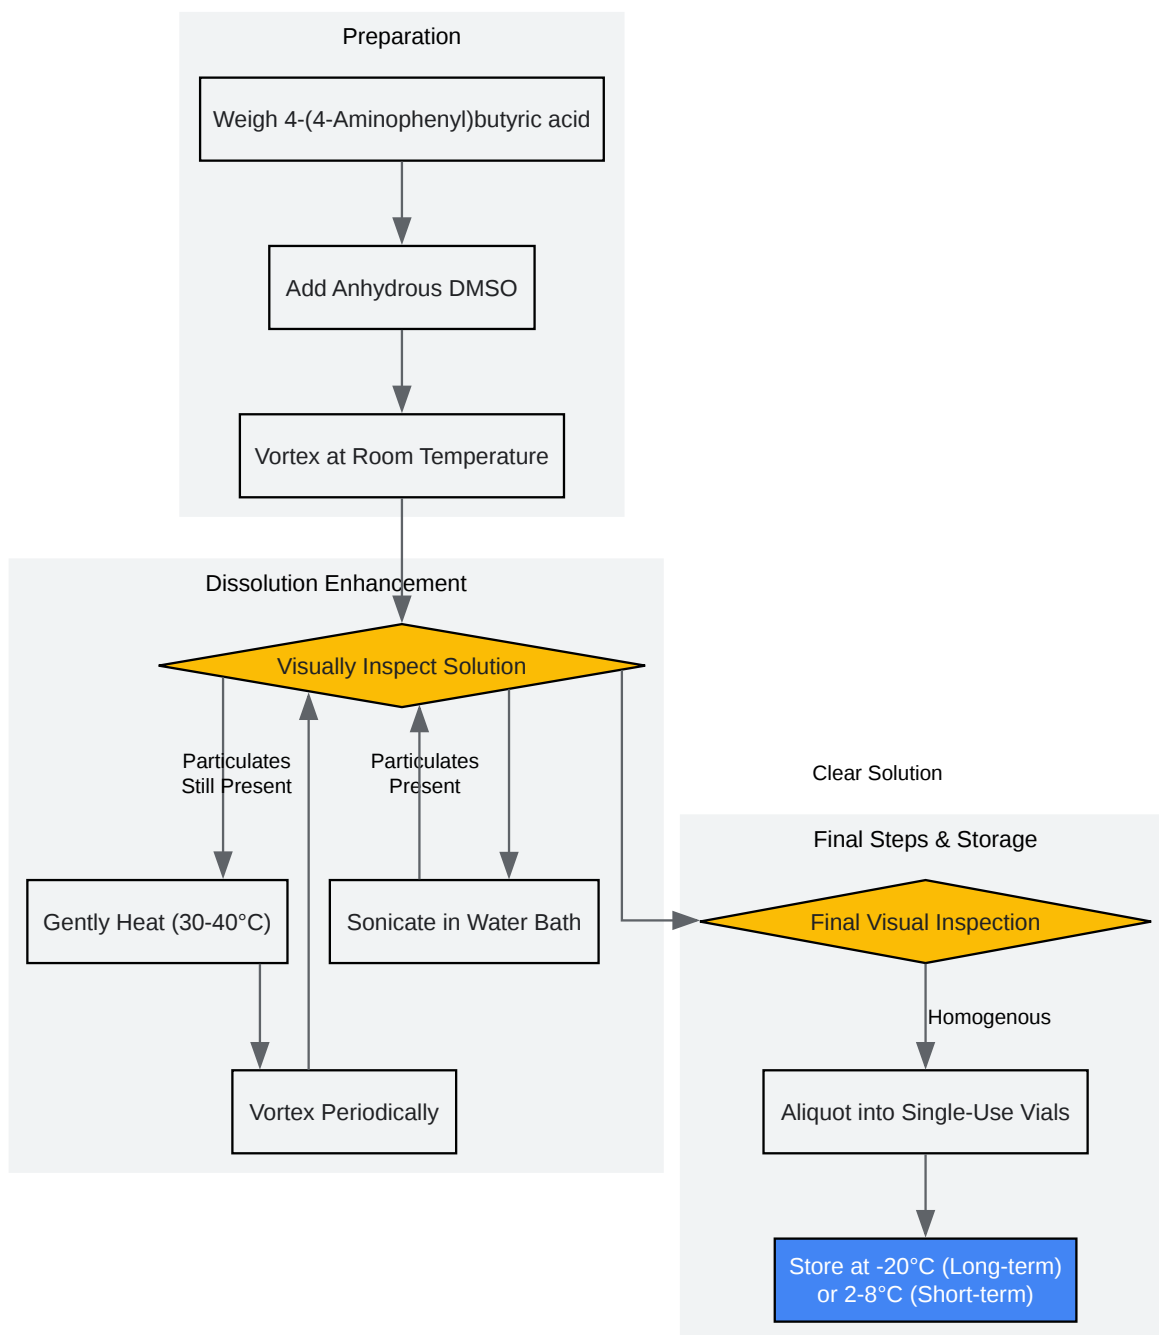 Preparation
Weigh 4-(4-Aminophenyl)butyric acid
Add Anhydrous DMSO
Vortex at Room Temperature
Dissolution Enhancement
Visually Inspect Solution
Particulates
Still Present
Particulates
Present
Clear Solution
Gently Heat (30-40°C)
Sonicate in Water Bath
Vortex Periodically
Final Steps & Storage
Final Visual Inspection
Homogenous
Aliquot into Single-Use Vials
Store at -20°C (Long-term)
or 2-8°C (Short-term)